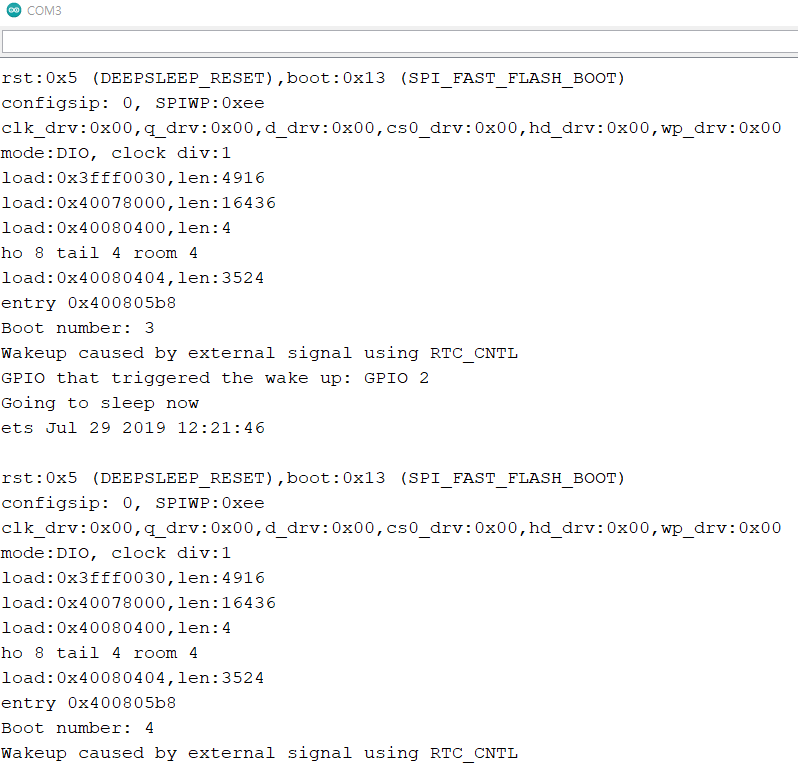 COM3
rst:0x5 (DEEPSLEEP_RESET),boot:0x13 (SPI_FAST_FLASH_BOOT)
configsip: 0, SPIWP:0xee
clk_drv:0x00,q_drv:0x00,d_drv:0x00,cs0_drv:0x00,hd_drv:0x00,wp_drv:0x00
mode:DIO, clock div:1
load:0x3fff0030,len:4916
load:0x40078000,len:16436
load:0x40080400,len:4
ho 8 tail 4 room 4
load:0x40080404,len:3524
entry 0x400805b8
Boot number: 3
Wakeup caused by external signal using RTC_CNTL
GPIO that triggered the wake up: GPIO 2
Going to sleep now
ets Jul 29 2019 12:21:46

rst:0x5 (DEEPSLEEP_RESET),boot:0x13 (SPI_FAST_FLASH_BOOT)
configsip: 0, SPIWP:0xee
clk_drv:0x00,q_drv:0x00,d_drv:0x00,cs0_drv:0x00,hd_drv:0x00,wp_drv:0x00
mode:DIO, clock div:1
load:0x3fff0030,len:4916
load:0x40078000,len:16436
load:0x40080400,len:4
ho 8 tail 4 room 4
load:0x40080404,len:3524
entry 0x400805b8
Boot number: 4
Wakeup caused by external signal using RTC_CNTL